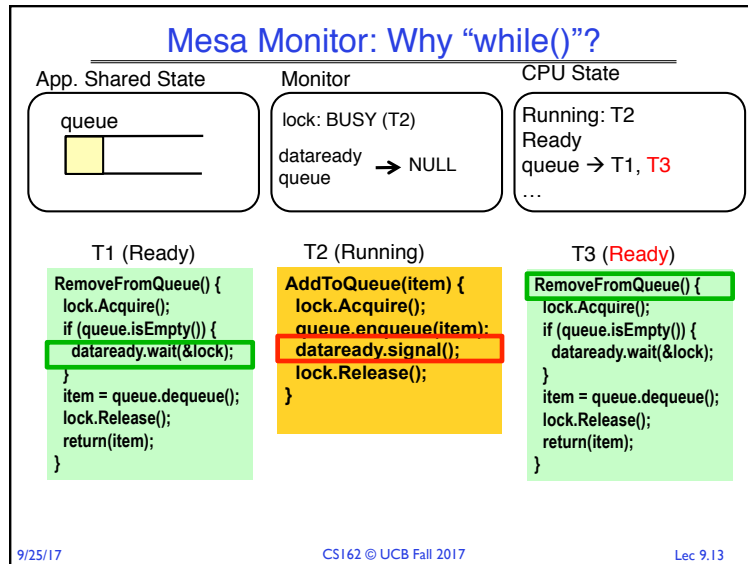 Mesa Monitor: Why “while()”?
App. Shared State
queue
Monitor
lock: BUSY (T2)
dataready
queue → NULL
CPU State
Running: T2
Ready
queue → T1, T3
…
T1 (Ready)
RemoveFromQueue() {
lock.Acquire();
if (queue.isEmpty()) {
dataready.wait(&lock);
}
item = queue.dequeue();
lock.Release();
return(item);
}
T2 (Running)
AddToQueue(item) {
lock.Acquire();
queue.enqueue(item);
dataready.signal();
lock.Release();
}
T3 (Ready)
RemoveFromQueue() {
lock.Acquire();
if (queue.isEmpty()) {
dataready.wait(&lock);
}
item = queue.dequeue();
lock.Release();
return(item);
}
9/25/17
CS162 © UCB Fall 2017
Lec 9.13